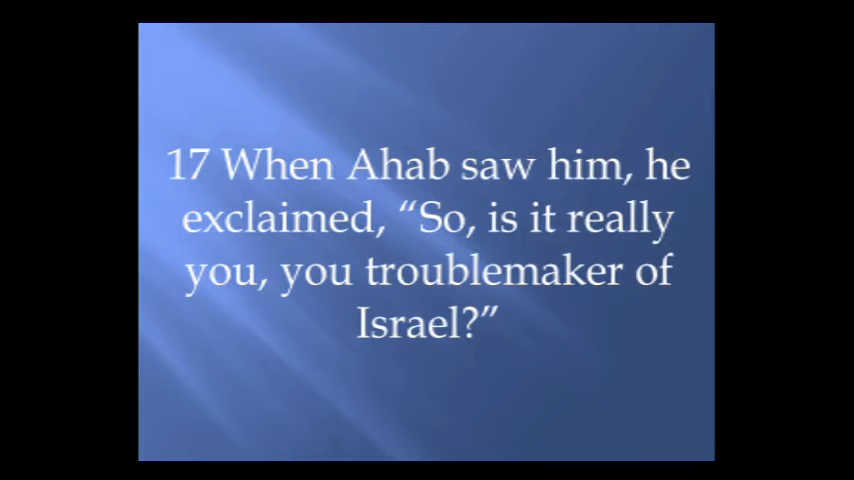 17 When Ahab saw him, he
exclaimed, “So, is it really
you, you troublemaker of
Israel?”